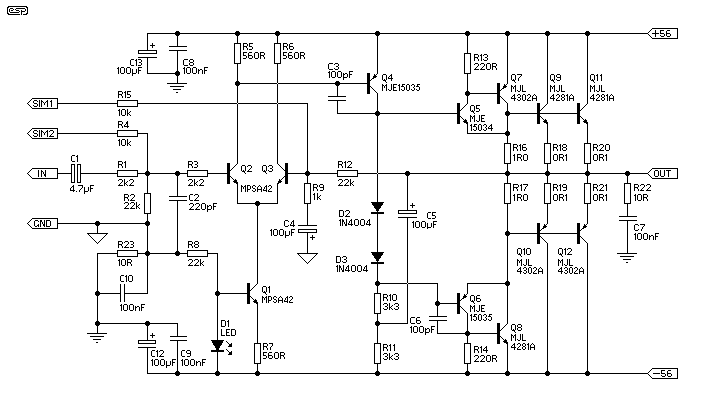 esp
+56
C13
100µF
+
C8
100nF
R5
560R
R6
560R
C3
100pF
Q4
MJE15035
R13
220R
Q7
MJL
4302A
Q9
MJL
4281A
Q11
MJL
4281A
SIM1
R15
10k
Q5
MJE
15034
SIM2
R4
10k
R16
1R0
R18
0R1
R20
0R1
IN
C1
4.7µF
R1
2k2
R3
2k2
Q2
Q3
MPSA42
R12
22k
OUT
R2
22k
C2
220pF
R9
1k
R17
1R0
R19
0R1
R21
0R1
R22
10R
GND
C4
100µF
+
D2
1N4004
+
C5
100µF
C7
100nF
R23
10R
R8
22k
D3
1N4004
Q10
MJL
4302A
Q12
MJL
4302A
C10
100nF
Q1
MPSA42
R10
3k3
C6
100pF
Q6
MJE
15035
D1
LED
Q8
MJL
4281A
+
C12
100µF
C9
100nF
R7
560R
R11
3k3
R14
220R
-56